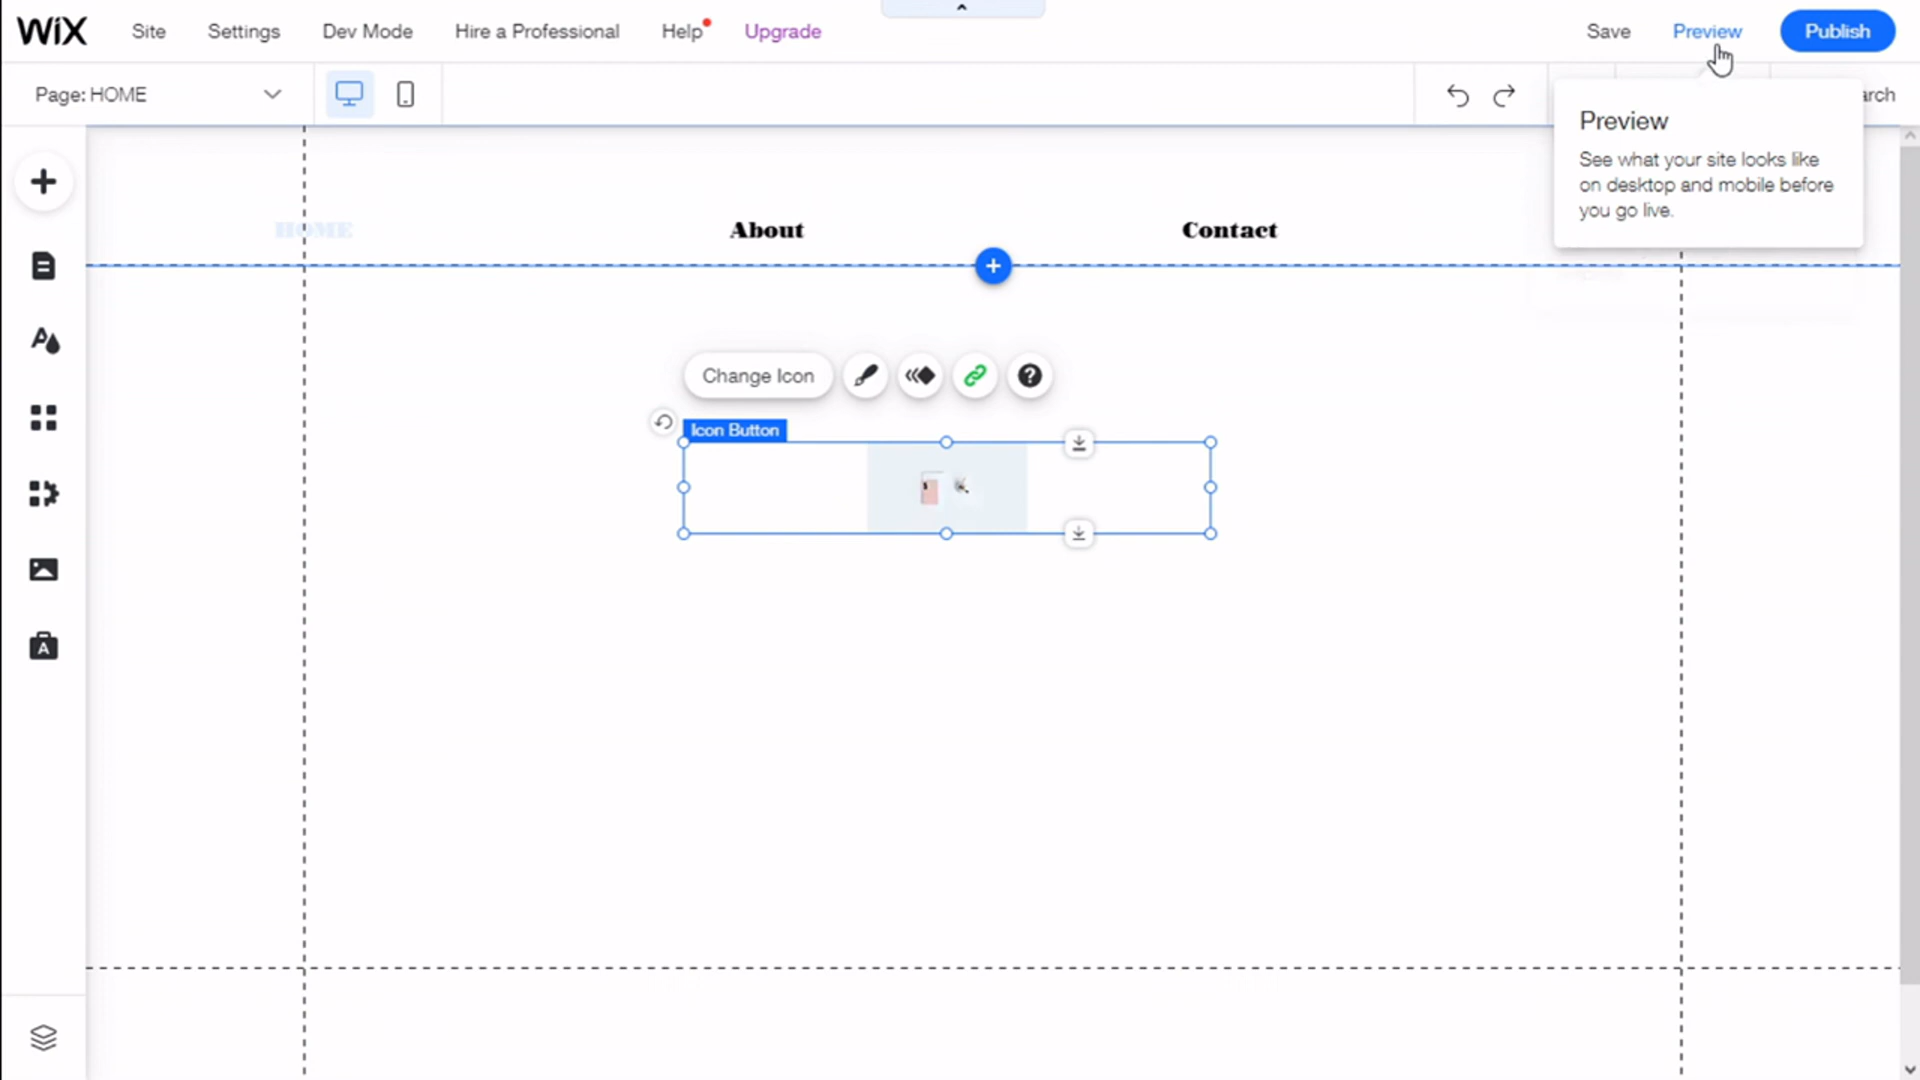 WiX Site Settings Dev Mode Hire a Professional Help Upgrade Save Preview Publish
Page: HOME
Preview
See what your site looks like
on desktop and mobile before
you go live.
HOME About Contact
Change Icon
Icon Button